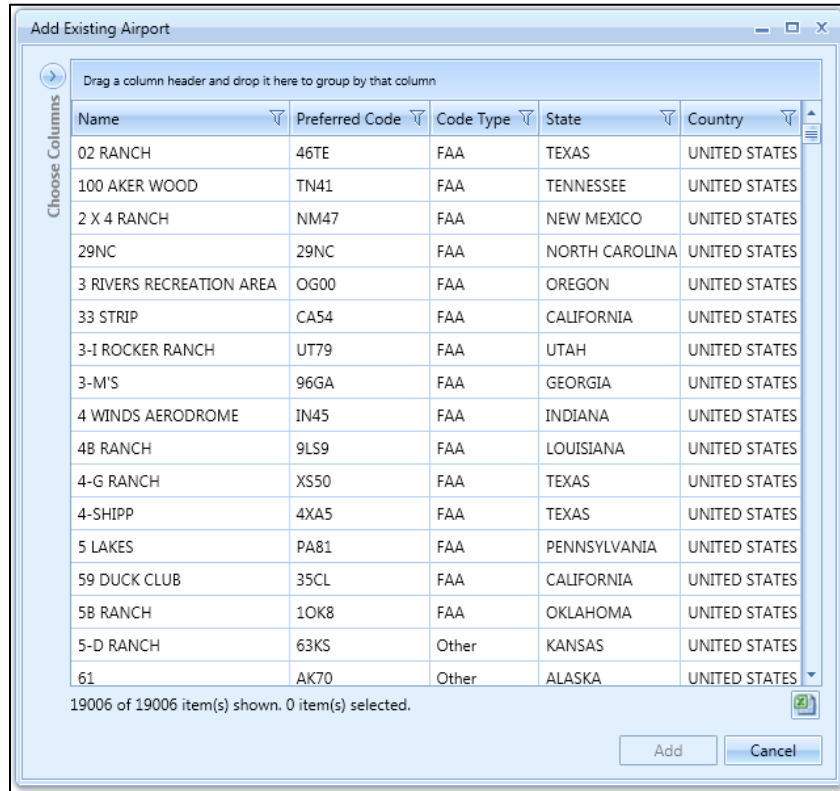 Add Existing Airport
Choose Columns
Drag a column header and drop it here to group by that column
Name Preferred Code Code Type State Country
02 RANCH 46TE FAA TEXAS UNITED STATES
100 AKER WOOD TN41 FAA TENNESSEE UNITED STATES
2 X 4 RANCH NM47 FAA NEW MEXICO UNITED STATES
29NC 29NC FAA NORTH CAROLINA UNITED STATES
3 RIVERS RECREATION AREA OG00 FAA OREGON UNITED STATES
33 STRIP CA54 FAA CALIFORNIA UNITED STATES
3-I ROCKER RANCH UT79 FAA UTAH UNITED STATES
3-M'S 96GA FAA GEORGIA UNITED STATES
4 WINDS AERODROME IN45 FAA INDIANA UNITED STATES
4B RANCH 9LS9 FAA LOUISIANA UNITED STATES
4-G RANCH XS50 FAA TEXAS UNITED STATES
4-SHIPP 4XA5 FAA TEXAS UNITED STATES
5 LAKES PA81 FAA PENNSYLVANIA UNITED STATES
59 DUCK CLUB 35CL FAA CALIFORNIA UNITED STATES
5B RANCH 1OK8 FAA OKLAHOMA UNITED STATES
5-D RANCH 63KS Other KANSAS UNITED STATES
61 AK70 Other ALASKA UNITED STATES
19006 of 19006 item(s) shown. 0 item(s) selected.
Add Cancel